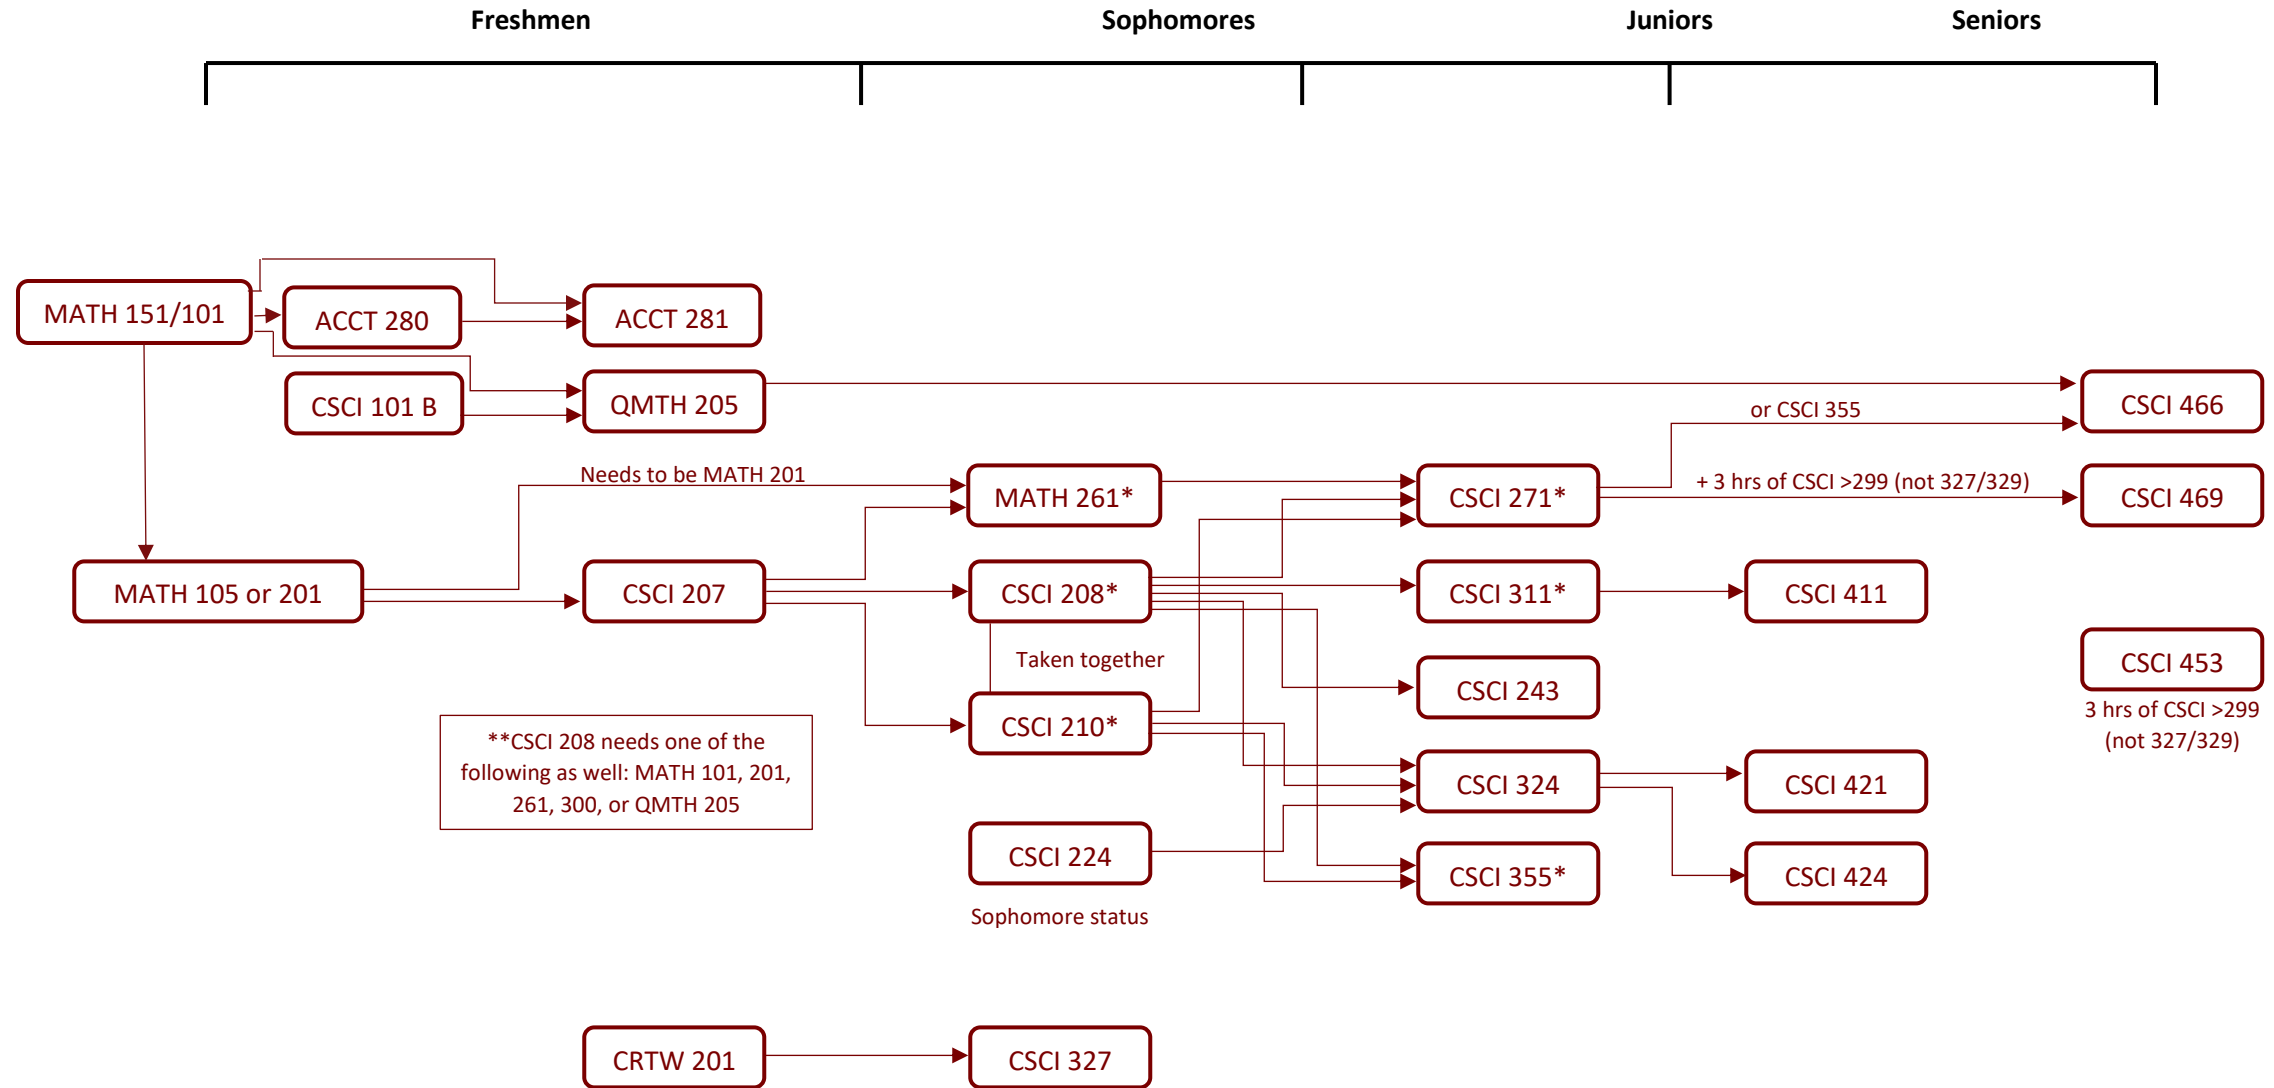 Freshmen
Sophomores
Juniors
Seniors
MATH 151/101
ACCT 280
ACCT 281
CSCI 101 B
QMTH 205
CSCI 466
or CSCI 355
Needs to be MATH 201
MATH 261*
CSCI 271*
+ 3 hrs of CSCI >299 (not 327/329)
CSCI 469
MATH 105 or 201
CSCI 207
CSCI 208*
CSCI 311*
CSCI 411
Taken together
CSCI 243
CSCI 453
3 hrs of CSCI >299
(not 327/329)
CSCI 210*
**CSCI 208 needs one of the
following as well: MATH 101, 201,
261, 300, or QMTH 205
CSCI 324
CSCI 421
CSCI 224
Sophomore status
CSCI 355*
CSCI 424
CRTW 201
CSCI 327